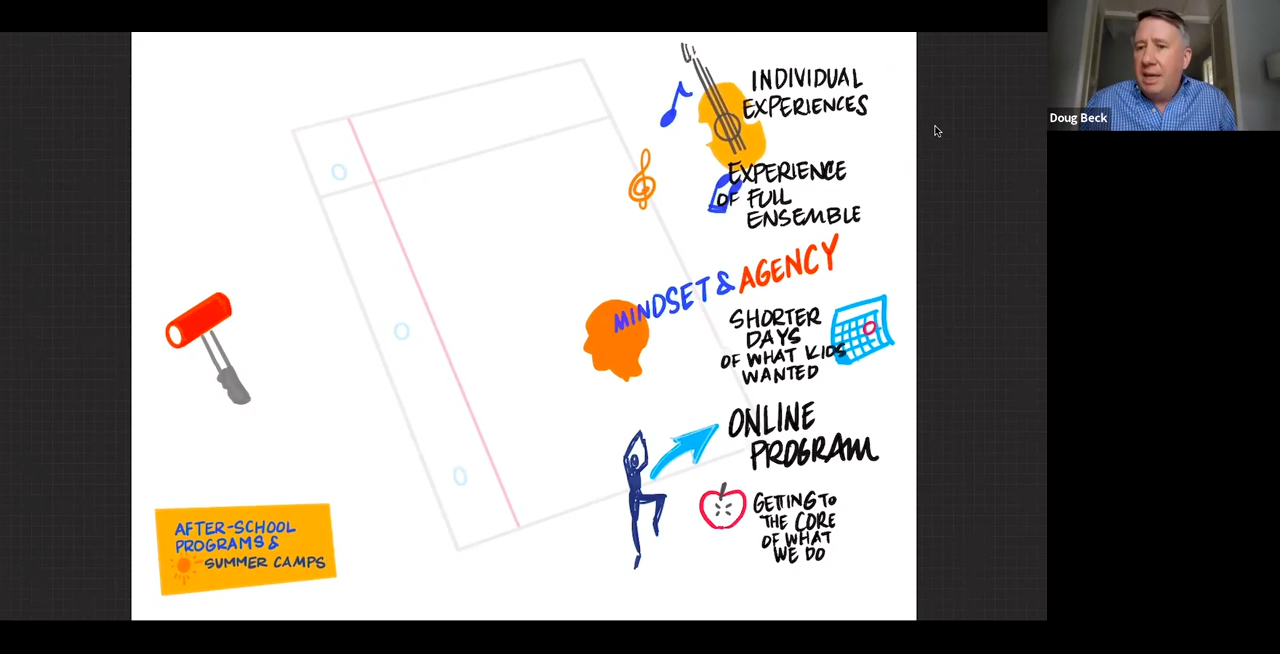 INDIVIDUAL
EXPERIENCES
EXPERIENCE
OF FULL
ENSEMBLE
MINDSET & AGENCY
SHORTER
DAYS
OF WHAT KIDS
WANTED
ONLINE
PROGRAM
GETTING TO
THE CORE
OF WHAT
WE DO
AFTER-SCHOOL
PROGRAMS &
SUMMER CAMPS
Doug Beck